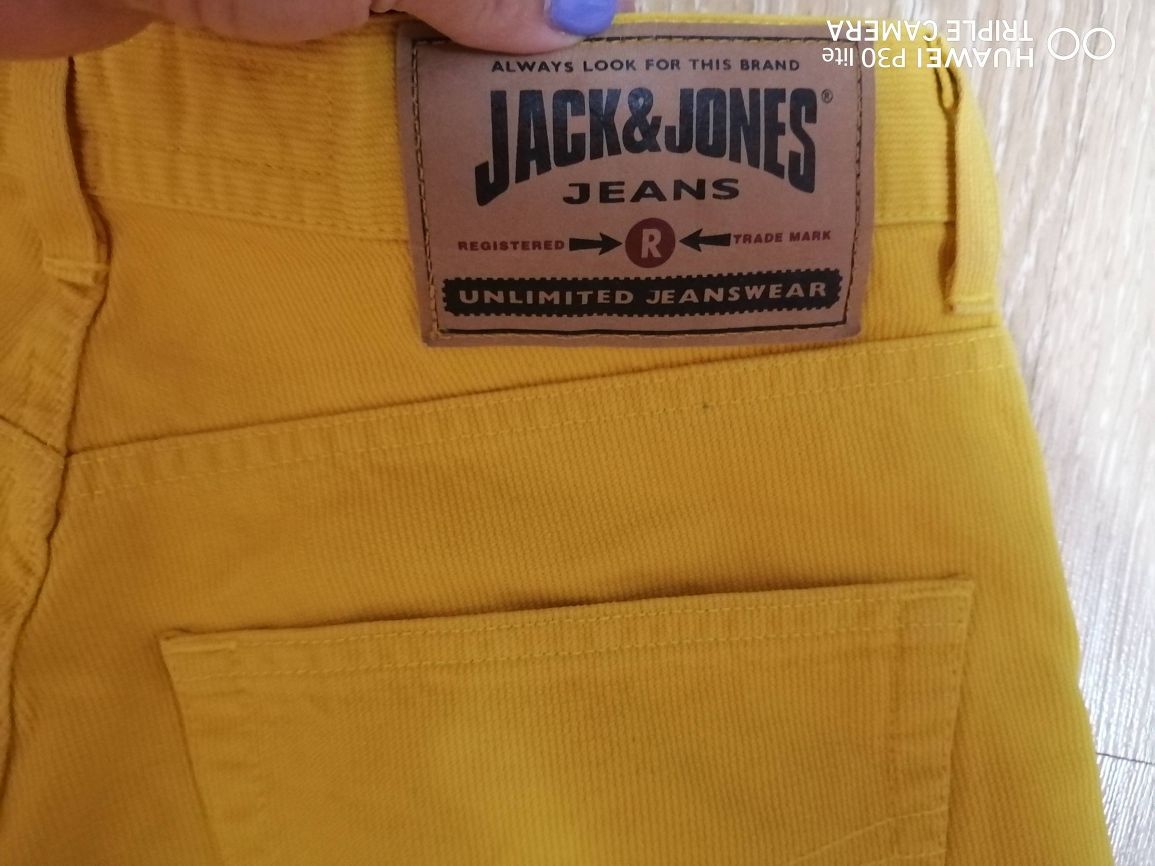 ALWAYS LOOK FOR THIS BRAND
JACK&JONES®
JEANS
REGISTERED R TRADE MARK
UNLIMITED JEANSWEAR
HUAWEI P30 lite
TRIPLE CAMERA